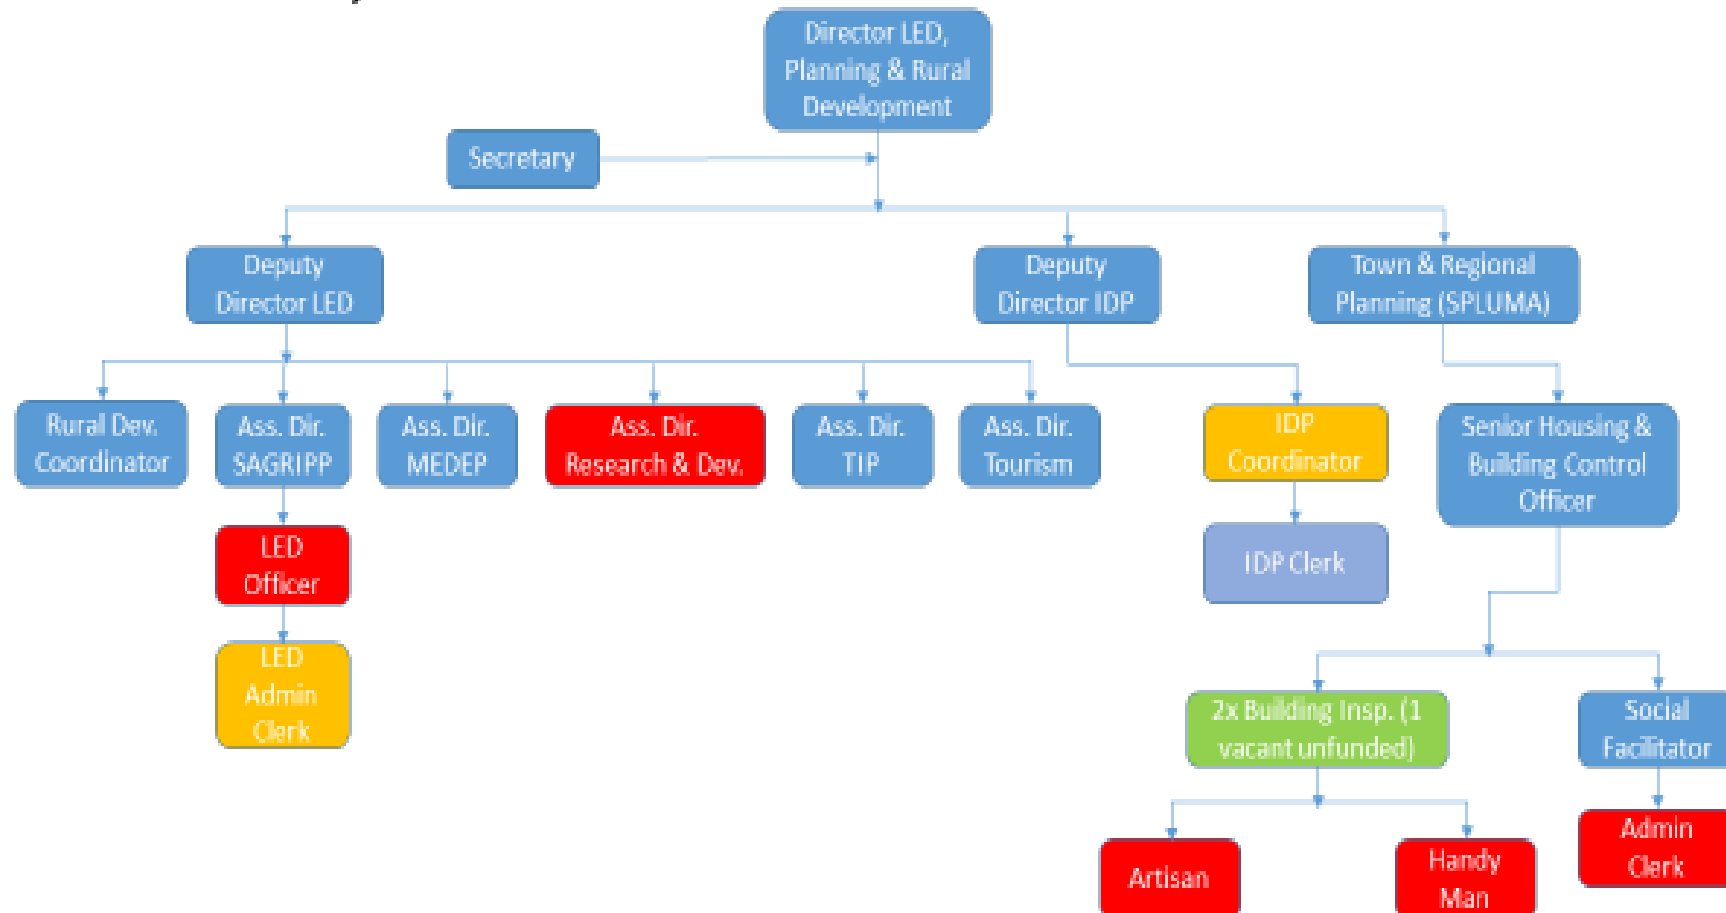 Director LED,
Planning & Rural
Development
Secretary
Deputy
Director LED
Deputy
Director IDP
Town & Regional
Planning (SPLUMA)
Rural Dev.
Coordinator
Ass. Dir.
SAGRIPP
Ass. Dir.
MEDEP
Ass. Dir.
Research & Dev.
Ass. Dir.
TIP
Ass. Dir.
Tourism
IDP
Coordinator
Senior Housing &
Building Control
Officer
LED
Officer
IDP Clerk
LED
Admin
Clerk
2x Building Insp. (1
vacant unfunded)
Social
Facilitator
Artisan
Handy
Man
Admin
Clerk